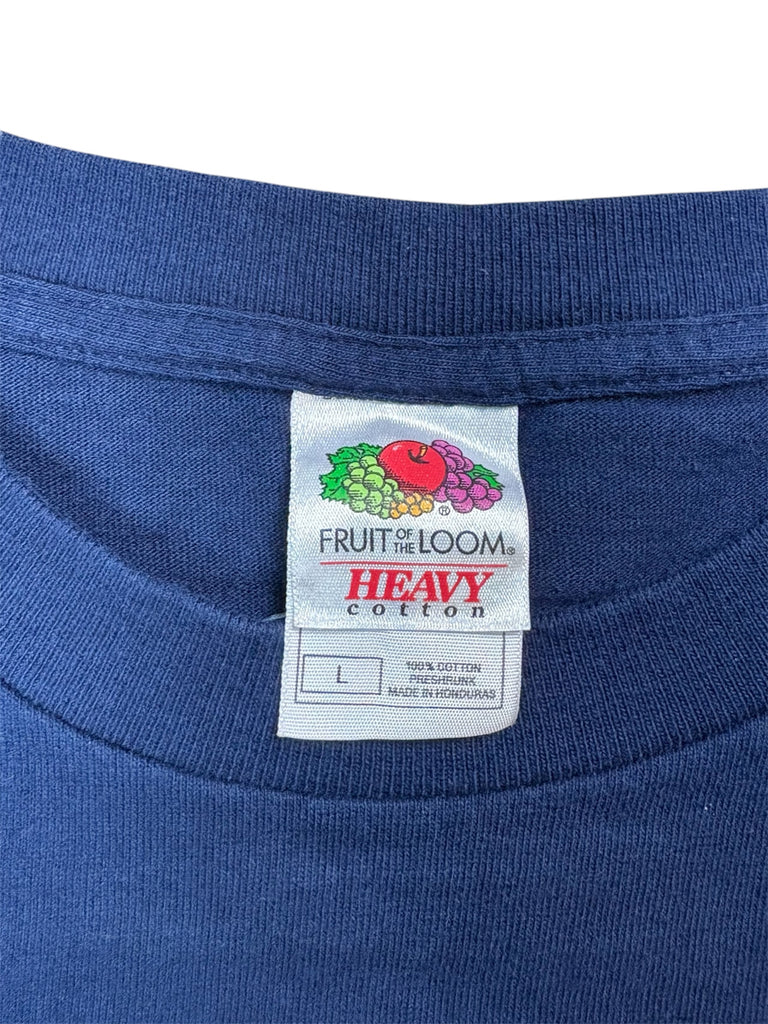 ®
FRUIT OF THE LOOM®
HEAVY
cotton
L
100% COTTON
PRESHRUNK
MADE IN HONDURAS